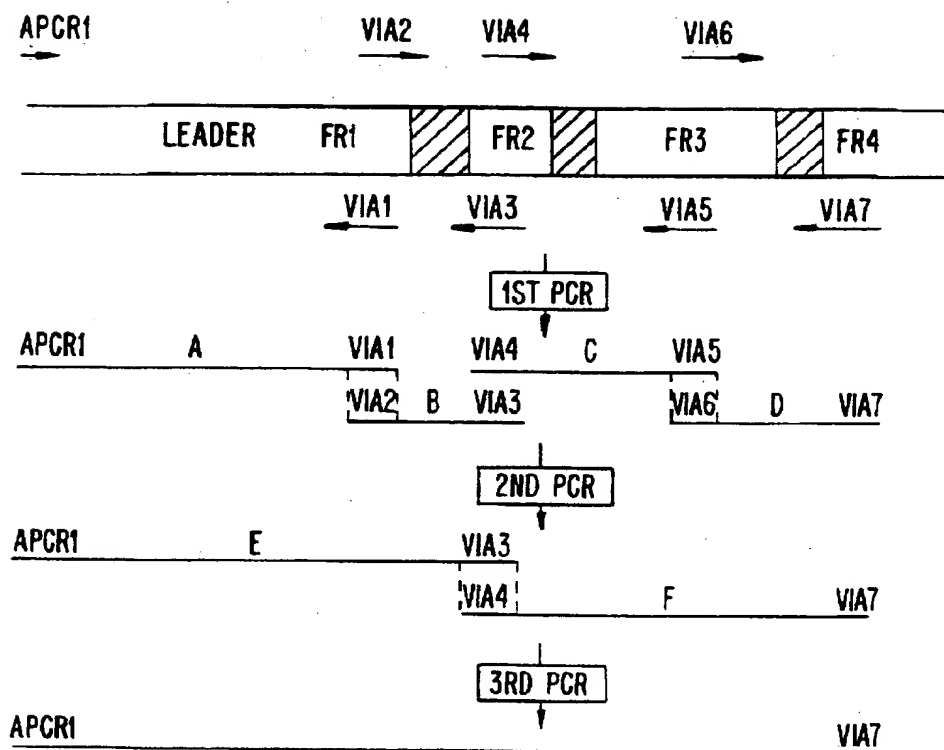 APCR1 VIA2 VIA4 VIA6
LEADER FR1 FR2 FR3 FR4
VIA1 VIA3 VIA5 VIA7
1ST PCR
APCR1 A VIA1 VIA4 C VIA5
VIA2 B VIA3 VIA6 D VIA7
2ND PCR
APCR1 E VIA3
VIA4 F VIA7
3RD PCR
APCR1 VIA7